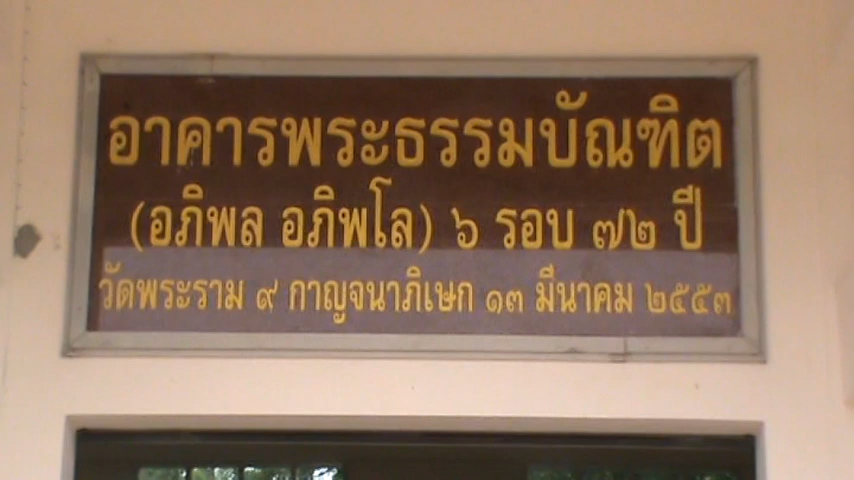 อาคารพระธรรมบัณฑิต
(อภิพล อภิพโล) ๖ รอบ ๗๒ ปี
วัดพระราม ๙ กาญจนาภิเษก ๑๓ มีนาคม ๒๕๕๓